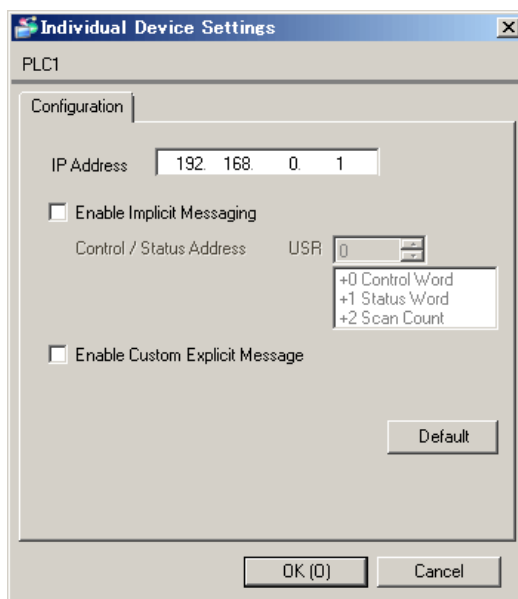 Individual Device Settings
PLC1
Configuration
IP Address 192. 168. 0. 1
Enable Implicit Messaging
Control / Status Address USR 0
+0 Control Word
+1 Status Word
+2 Scan Count
Enable Custom Explicit Message
Default
OK (O) Cancel